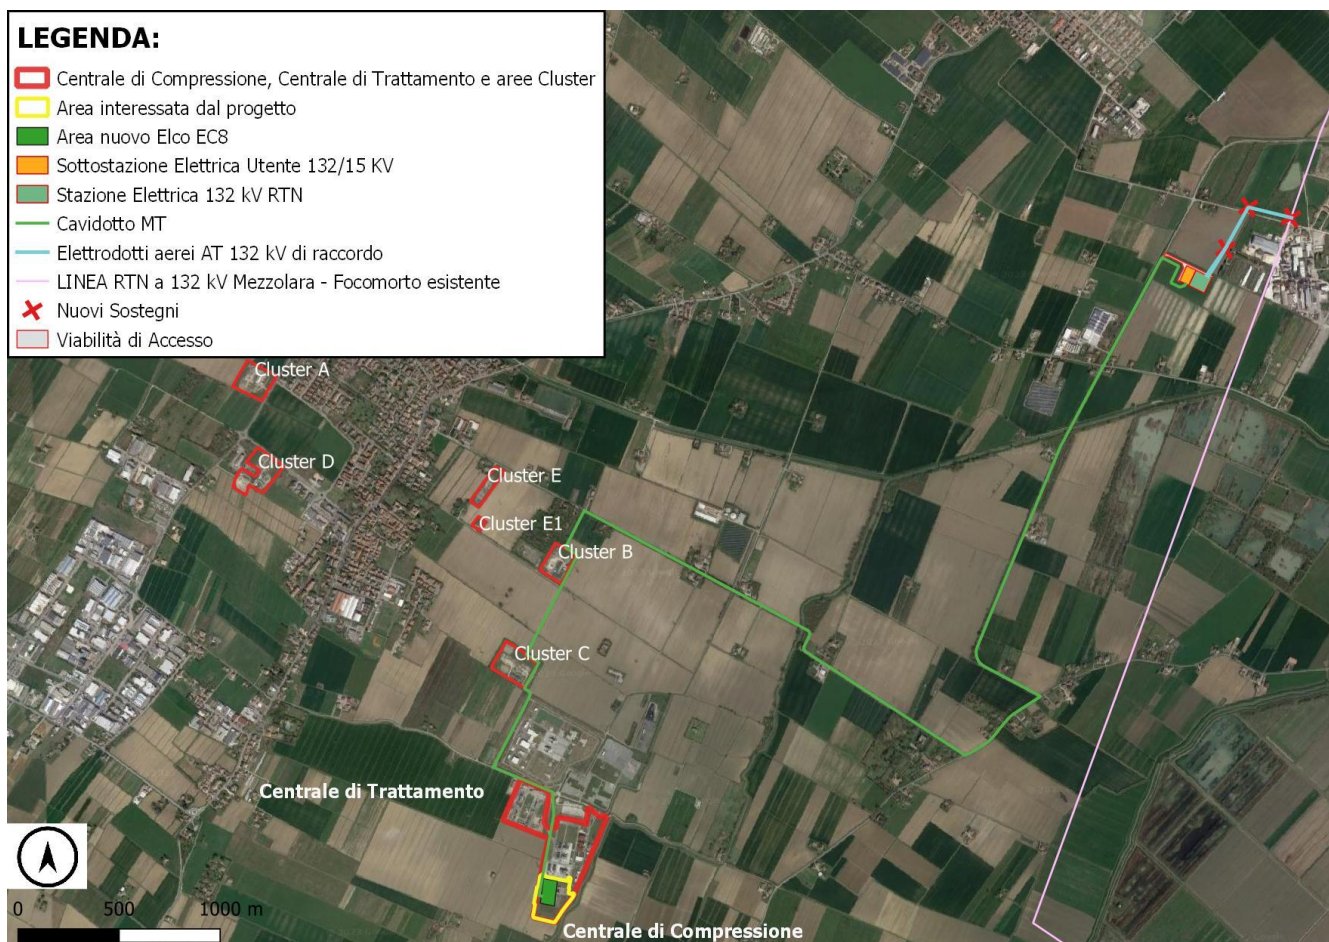 LEGENDA:
Centrale di Compressione, Centrale di Trattamento e aree Cluster
Area interessata dal progetto
Area nuovo Elco EC8
Sottostazione Elettrica Utente 132/15 KV
Stazione Elettrica 132 kV RTN
Cavidotto MT
Elettrodotti aerei AT 132 kV di raccordo
LINEA RTN a 132 kV Mezzolara - Focomorto esistente
Nuovi Sostegni
Viabilità di Accesso
Cluster A
Cluster D
Cluster E
Cluster E1
Cluster B
Cluster C
Centrale di Trattamento
0 500 1000 m
Centrale di Compressione